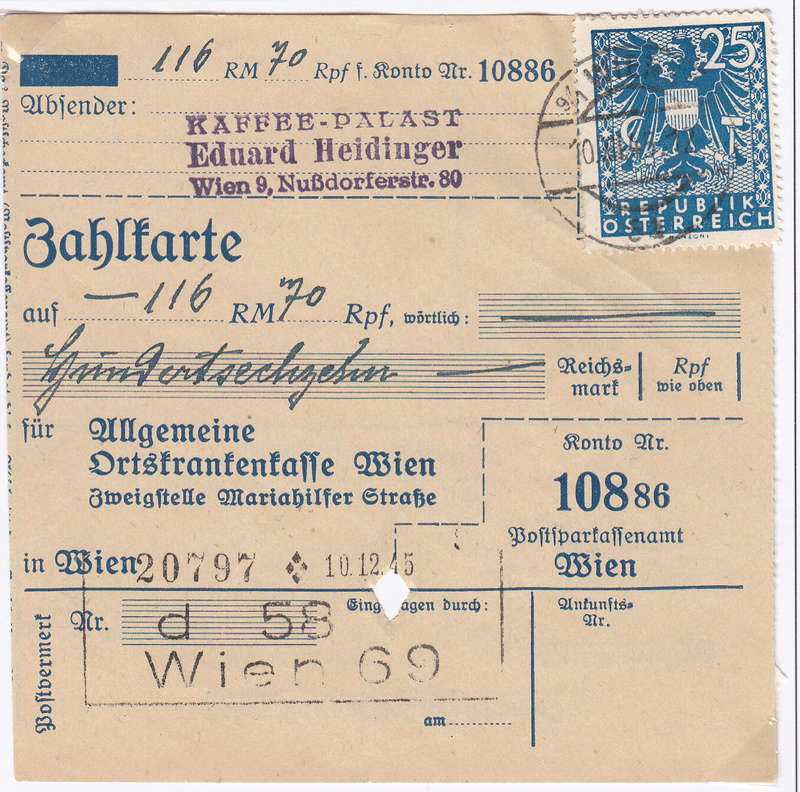 116 RM 70 Rpf f. Konto Nr. 10886
Absender:
KAFFEE-PALAST
Eduard Heidinger
Wien 9, Nußdorferstr. 80
25
REPUBLIK
ÖSTERREICH
Zahlkarte
auf —116 RM 70 Rpf, wörtlich:
Hundertsechzehn — Reichs-
mark
Rpf
wie oben
für Allgemeine
Ortskrankenkasse Wien
Zweigstelle Mariahilfer Straße
in Wien
Konto Nr.
10886
Postsparkassenamt
Wien
20797 10.12.45
Postvermerk
Nr.
d 58
Wien 69
Eingetragen durch:
am
Ankunfts-
Nr.